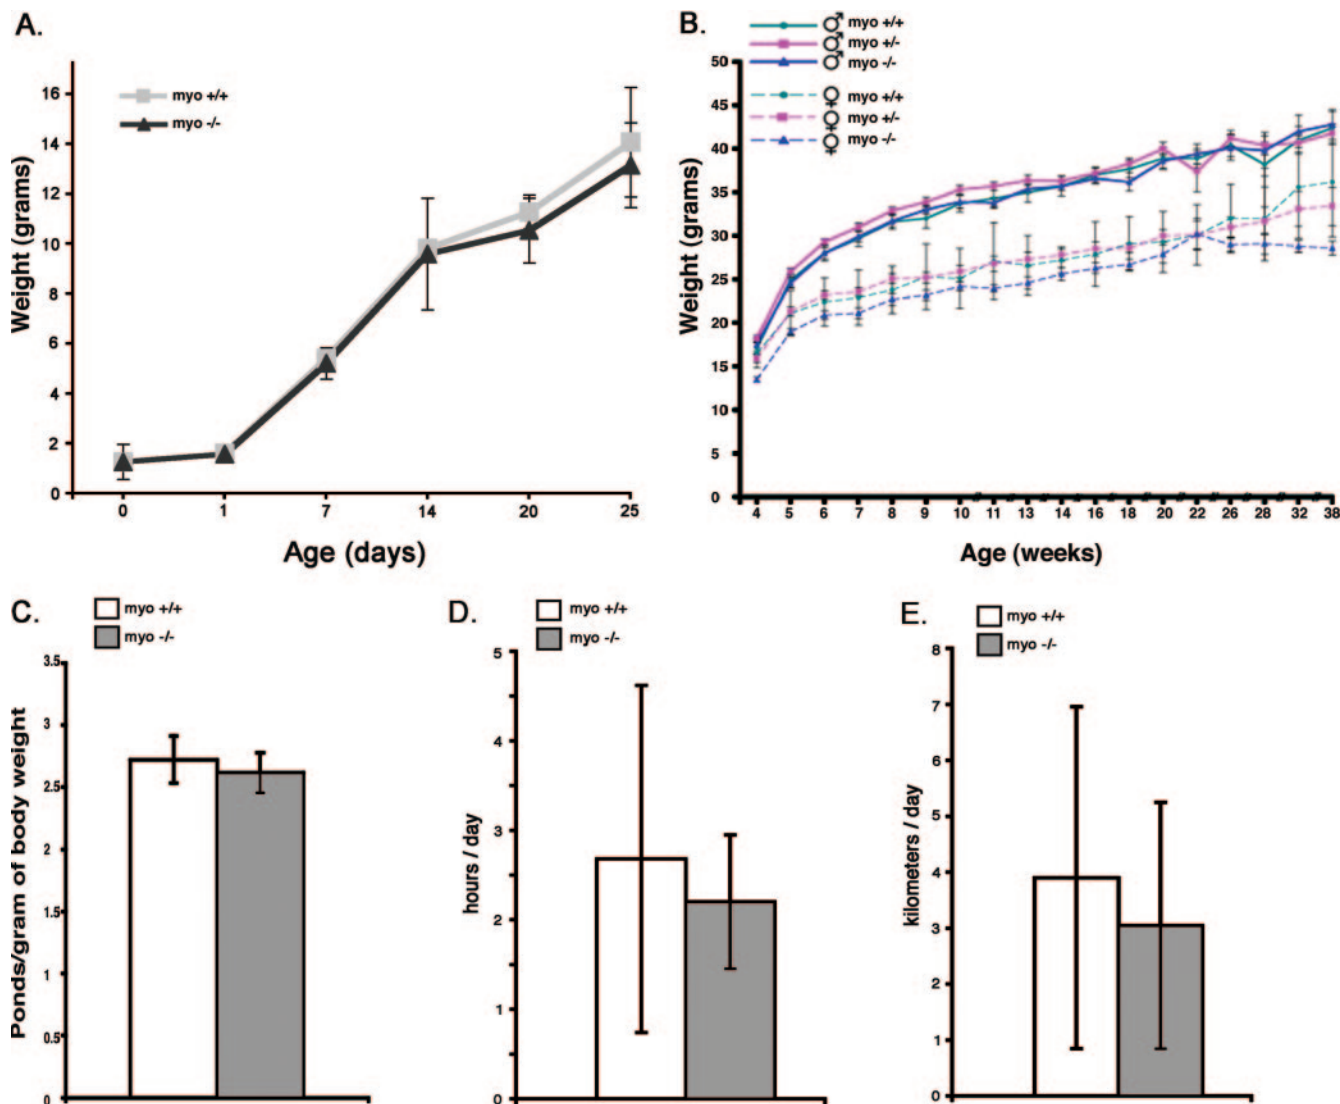 A.
myo +/+
myo -/-
Weight (grams)
16
14
12
10
8
6
4
2
0
0 1 7 14 20 25
Age (days)
B.
♂ myo +/+
♂ myo +/-
♂ myo -/-
♀ myo +/+
♀ myo +/-
♀ myo -/-
Weight (grams)
50
45
40
35
30
25
20
15
10
5
0
4 5 6 7 8 9 10 11 13 14 16 18 20 22 26 28 32 38
Age (weeks)
C.
myo +/+
myo -/-
Ponds/gram of body weight
3.5
3
2.5
2
1.5
1
0.5
0
D.
myo +/+
myo -/-
hours / day
5
4
3
2
1
0
E.
myo +/+
myo -/-
kilometers / day
8
7
6
5
4
3
2
1
0